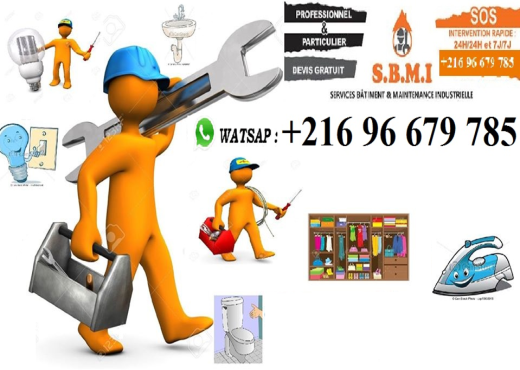 PROFESSIONNEL
&
PARTICULIER
DEVIS GRATUIT
S.B.M.I
SOS
INTERVENTION RAPIDE :
24H/24H et 7J/7J
+216 96 679 785
SERVICES BÂTIMENT & MAINTENANCE INDUSTRIELLE
WATSAP : +216 96 679 785